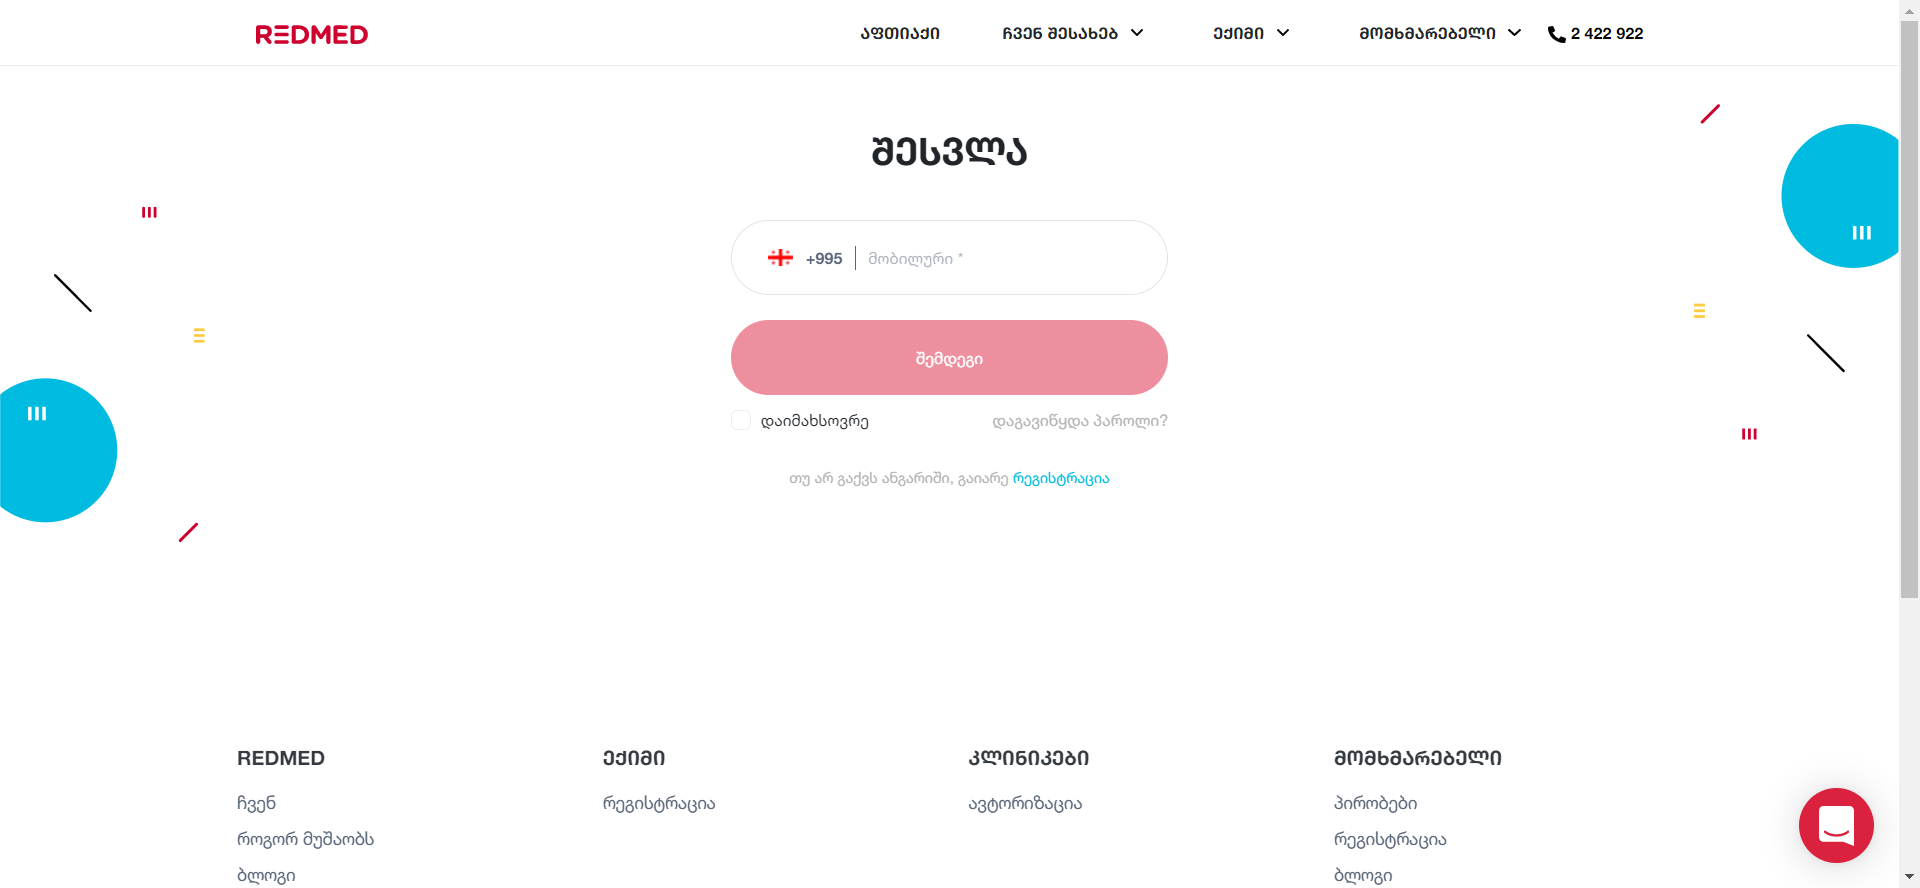 REDMED
აფთიაქი
ჩვენ შესახებ
ექიმი
მომხმარებელი
2 422 922
შესვლა
+995
მობილური *
შემდეგი
დაიმახსოვრე
დაგავიწყდა პაროლი?
თუ არ გაქვს ანგარიში, გაიარე რეგისტრაცია
REDMED
ექიმი
კლინიკები
მომხმარებელი
ჩვენ
რეგისტრაცია
ავტორიზაცია
პირობები
როგორ მუშაობს
რეგისტრაცია
ბლოგი
ბლოგი